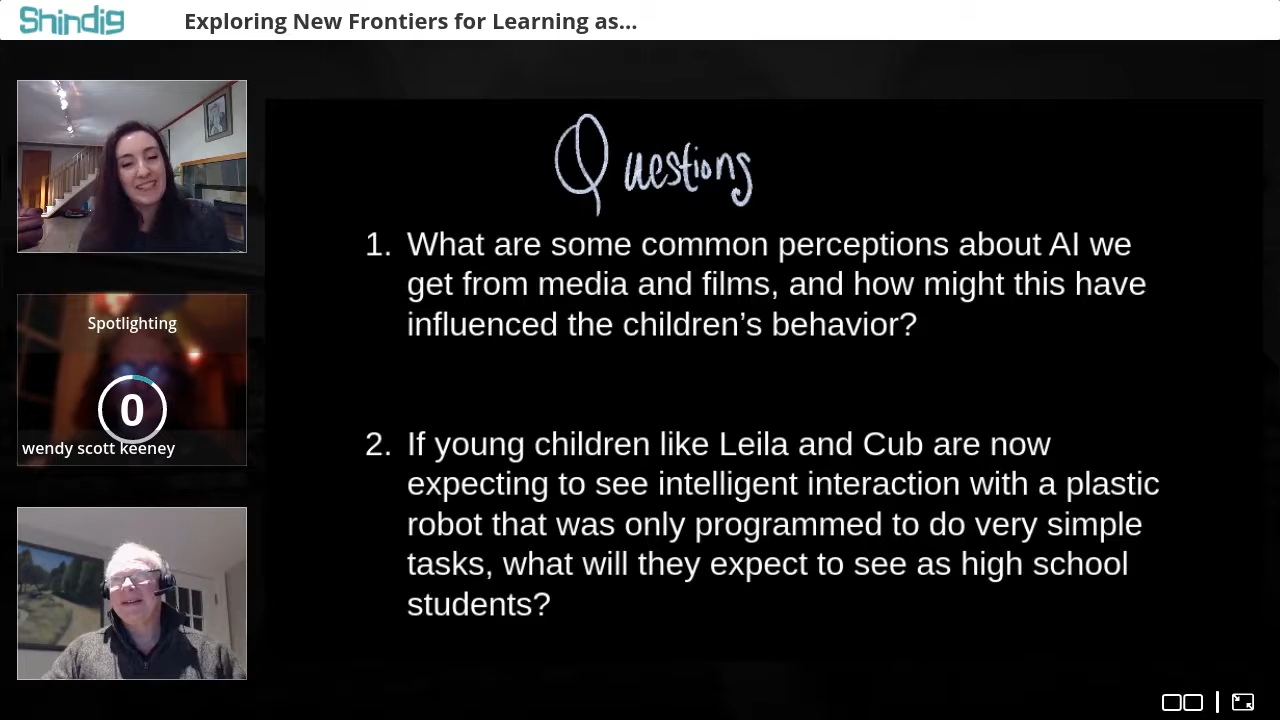 Shindig
Exploring New Frontiers for Learning as...
Questions
1. What are some common perceptions about AI we
get from media and films, and how might this have
influenced the children’s behavior?
Spotlighting
0
wendy scott keeney
2. If young children like Leila and Cub are now
expecting to see intelligent interaction with a plastic
robot that was only programmed to do very simple
tasks, what will they expect to see as high school
students?